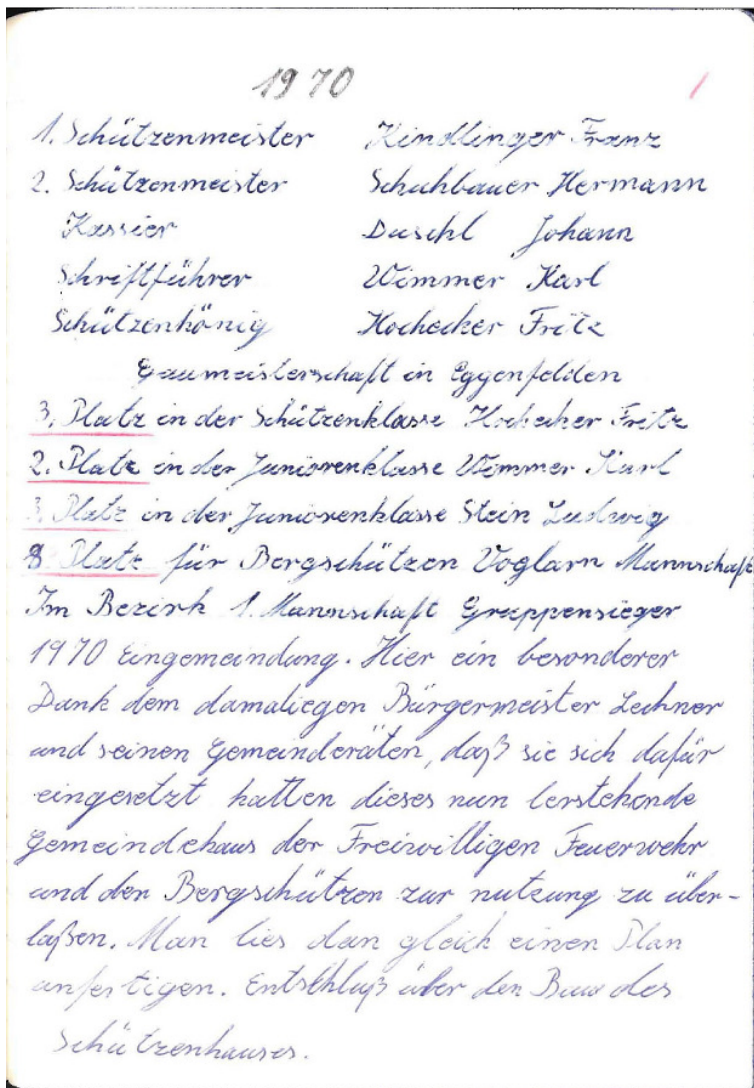 1970
1. Schützenmeister Kindlinger Franz
2. Schützenmeister Schuhbauer Hermann
Kassier Duschl Johann
Schriftführer Wimmer Karl
Schützenkönig Hochecker Fritz
Gaumeisterschaft in Eggenfelden
3. Platz in der Schützenklasse Hochecker Fritz
2. Platz in der Juniorenklasse Wimmer Karl
3. Platz in der Juniorenklasse Stein Ludwig
8. Platz für Bergschützen Voglarn Mannschaft
Im Bezirk 1. Mannschaft Gruppensieger
1970 Eingemeindung. Hier ein besonderer
Dank dem damaliegen Bürgermeister Lechner
und seinen Gemeinderäten, daß sie sich dafür
eingesetzt hatten dieses nun lerstehende
Gemeindehaus der Freiwilligen Feuerwehr
und den Bergschützen zur nutzung zu über-
laßen. Man lies dan gleich einen Plan
anfertigen. Entschluß über den Bau des
Schützenhauses.